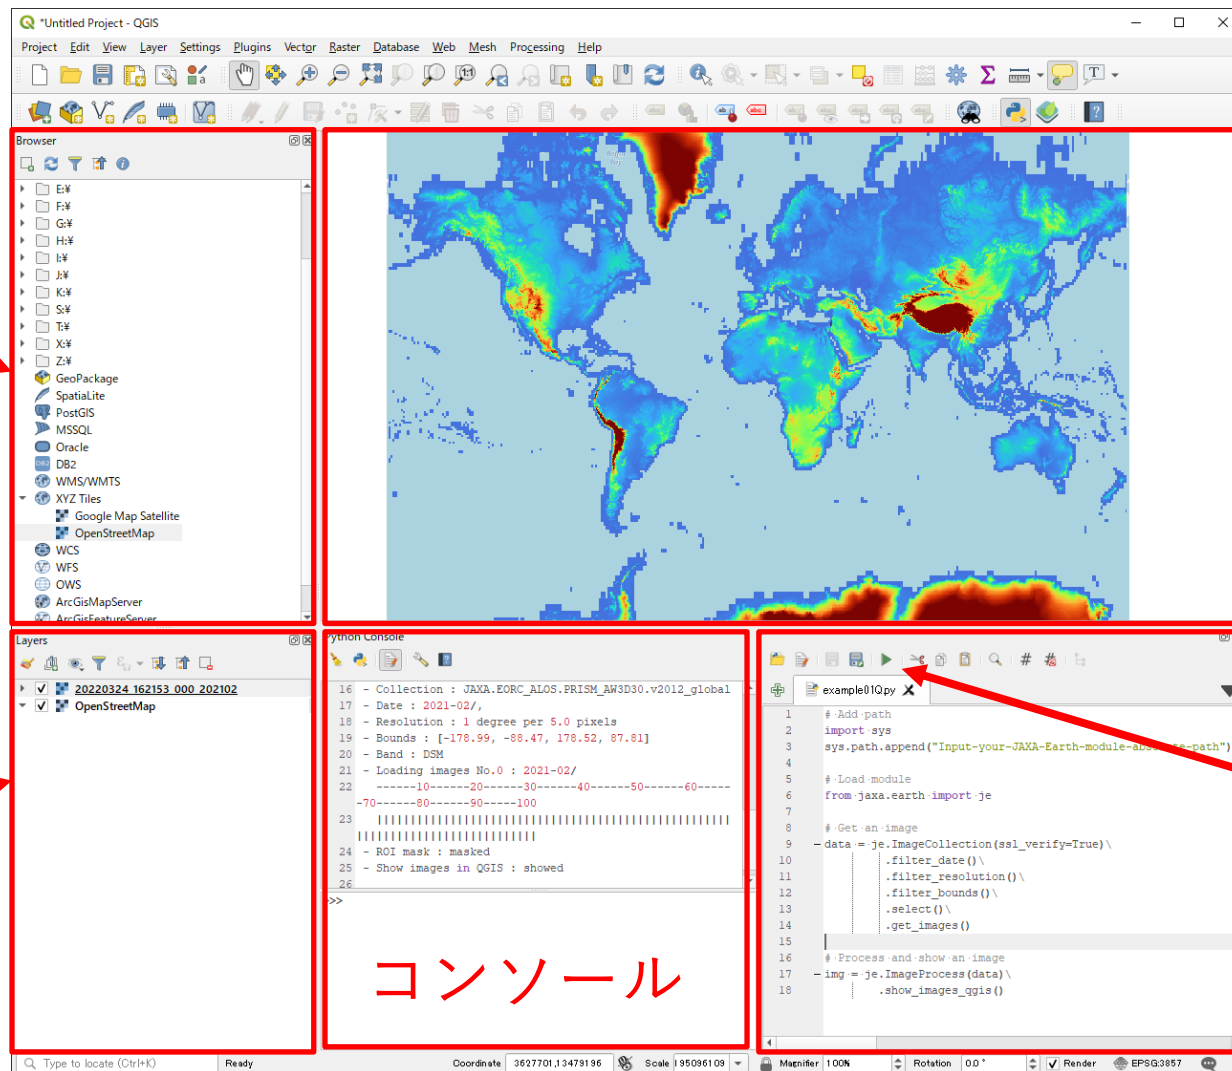 *Untitled Project - QGIS
Project Edit View Layer Settings Plugins Vector Raster Database Web Mesh Processing Help
Browser
E:¥
F:¥
G:¥
H:¥
I:¥
J:¥
K:¥
S:¥
T:¥
X:¥
Z:¥
GeoPackage
SpatiaLite
PostGIS
MSSQL
Oracle
DB2
WMS/WMTS
XYZ Tiles
Google Map Satellite
OpenStreetMap
WCS
WFS
OWS
ArcGisMapServer
ArcGisFeatureServer
Layers
20220324_162153_000_202102
OpenStreetMap
Python Console
16 - Collection : JAXA.EORC_ALOS.PRISM_AW3D30.v2012_global
17 - Date : 2021-02/,
18 - Resolution : 1 degree per 5.0 pixels
19 - Bounds : [-178.99, -88.47, 178.52, 87.81]
20 - Band : DSM
21 - Loading images No.0 : 2021-02/
22 ------10------20------30------40------50------60-----
-70------80------90-----100
23
24 - ROI mask : masked
25 - Show images in QGIS : showed
26
>>
コンソール
example01Q.py
1 # Add path
2 import sys
3 sys.path.append("Input-your-JAXA-Earth-module-abs path")
4
5 # Load module
6 from jaxa.earth import je
7
8 # Get an image
9 data = je.ImageCollection(ssl_verify=True)\
10 .filter_date()\
11 .filter_resolution()\
12 .filter_bounds()\
13 .select()\
14 .get_images()
15
16 # Process and show an image
17 img = je.ImageProcess(data)\
18 .show_images_qgis()
Type to locate (Ctrl+K) Ready Coordinate 3627701,13479196 Scale 195096109 Magnifier 100% Rotation 0.0 ° Render EPSG:3857